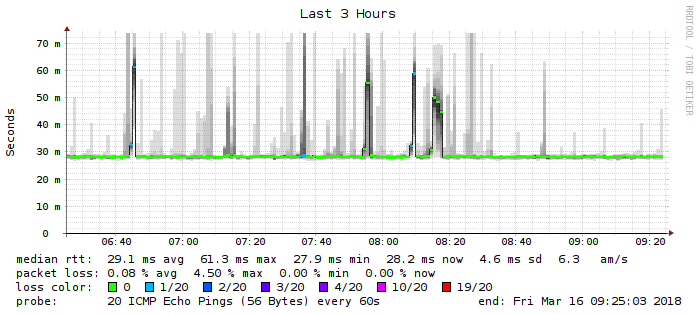 Last 3 Hours
RRDTOOL / TOBI OETIKER
Seconds
70 m
60 m
50 m
40 m
30 m
20 m
10 m
0
06:40 07:00 07:20 07:40 08:00 08:20 08:40 09:00 09:20
median rtt: 29.1 ms avg 61.3 ms max 27.9 ms min 28.2 ms now 4.6 ms sd 6.3 am/s
packet loss: 0.08 % avg 4.50 % max 0.00 % min 0.00 % now
loss color: 0 1/20 2/20 3/20 4/20 10/20 19/20
probe: 20 ICMP Echo Pings (56 Bytes) every 60s end: Fri Mar 16 09:25:03 2018